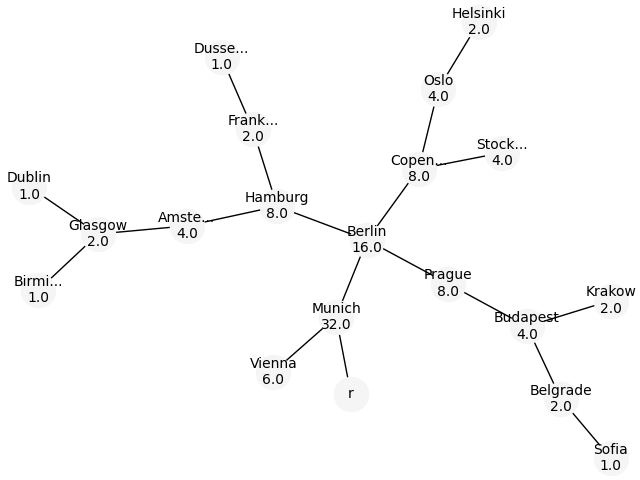 Helsinki
2.0
Dusse...
1.0
Oslo
4.0
Frank...
2.0
Stock...
4.0
Copen...
8.0
Dublin
1.0
Hamburg
8.0
Amste...
4.0
Glasgow
2.0
Berlin
16.0
Prague
8.0
Birmi...
1.0
Krakow
2.0
Munich
32.0
Budapest
4.0
Vienna
6.0
r
Belgrade
2.0
Sofia
1.0